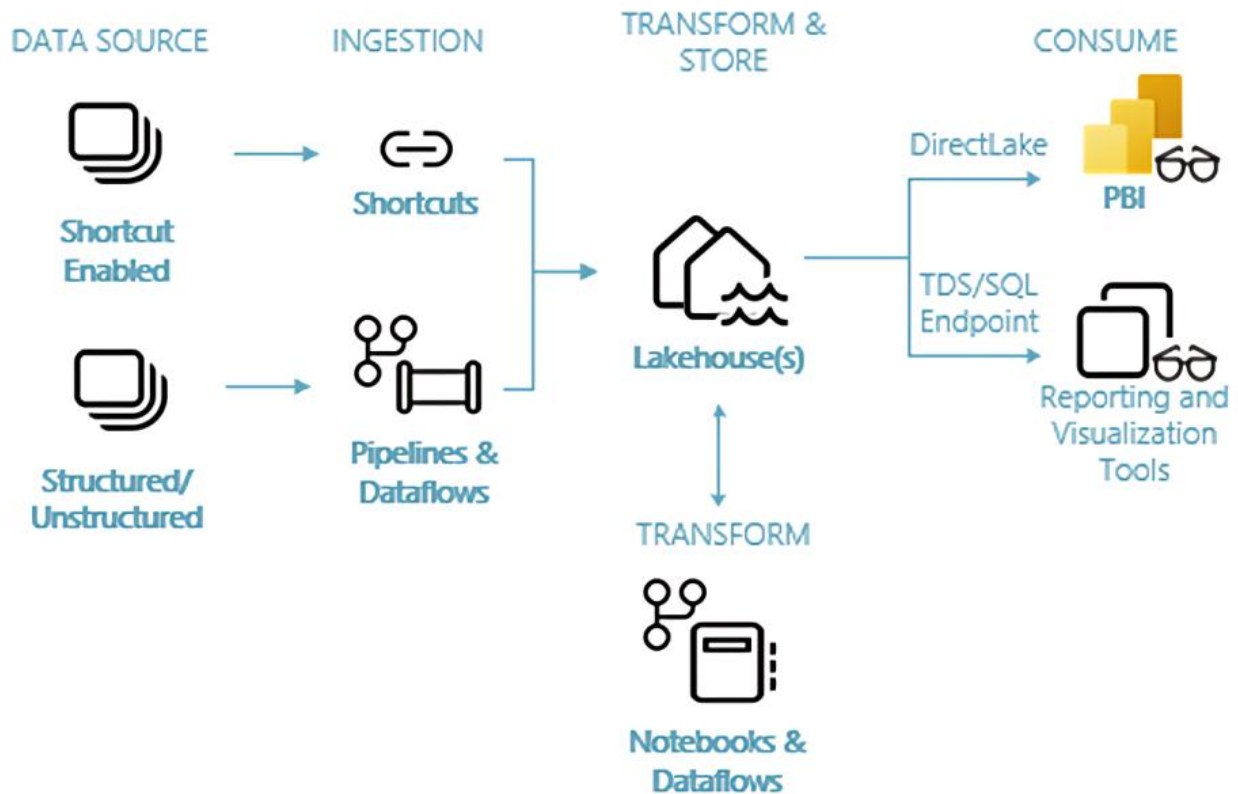 DATA SOURCE
INGESTION
TRANSFORM &
STORE
CONSUME
Shortcut
Enabled
Shortcuts
DirectLake
PBI
Structured/
Unstructured
Pipelines &
Dataflows
Lakehouse(s)
TDS/SQL
Endpoint
Reporting and
Visualization
Tools
TRANSFORM
Notebooks &
Dataflows